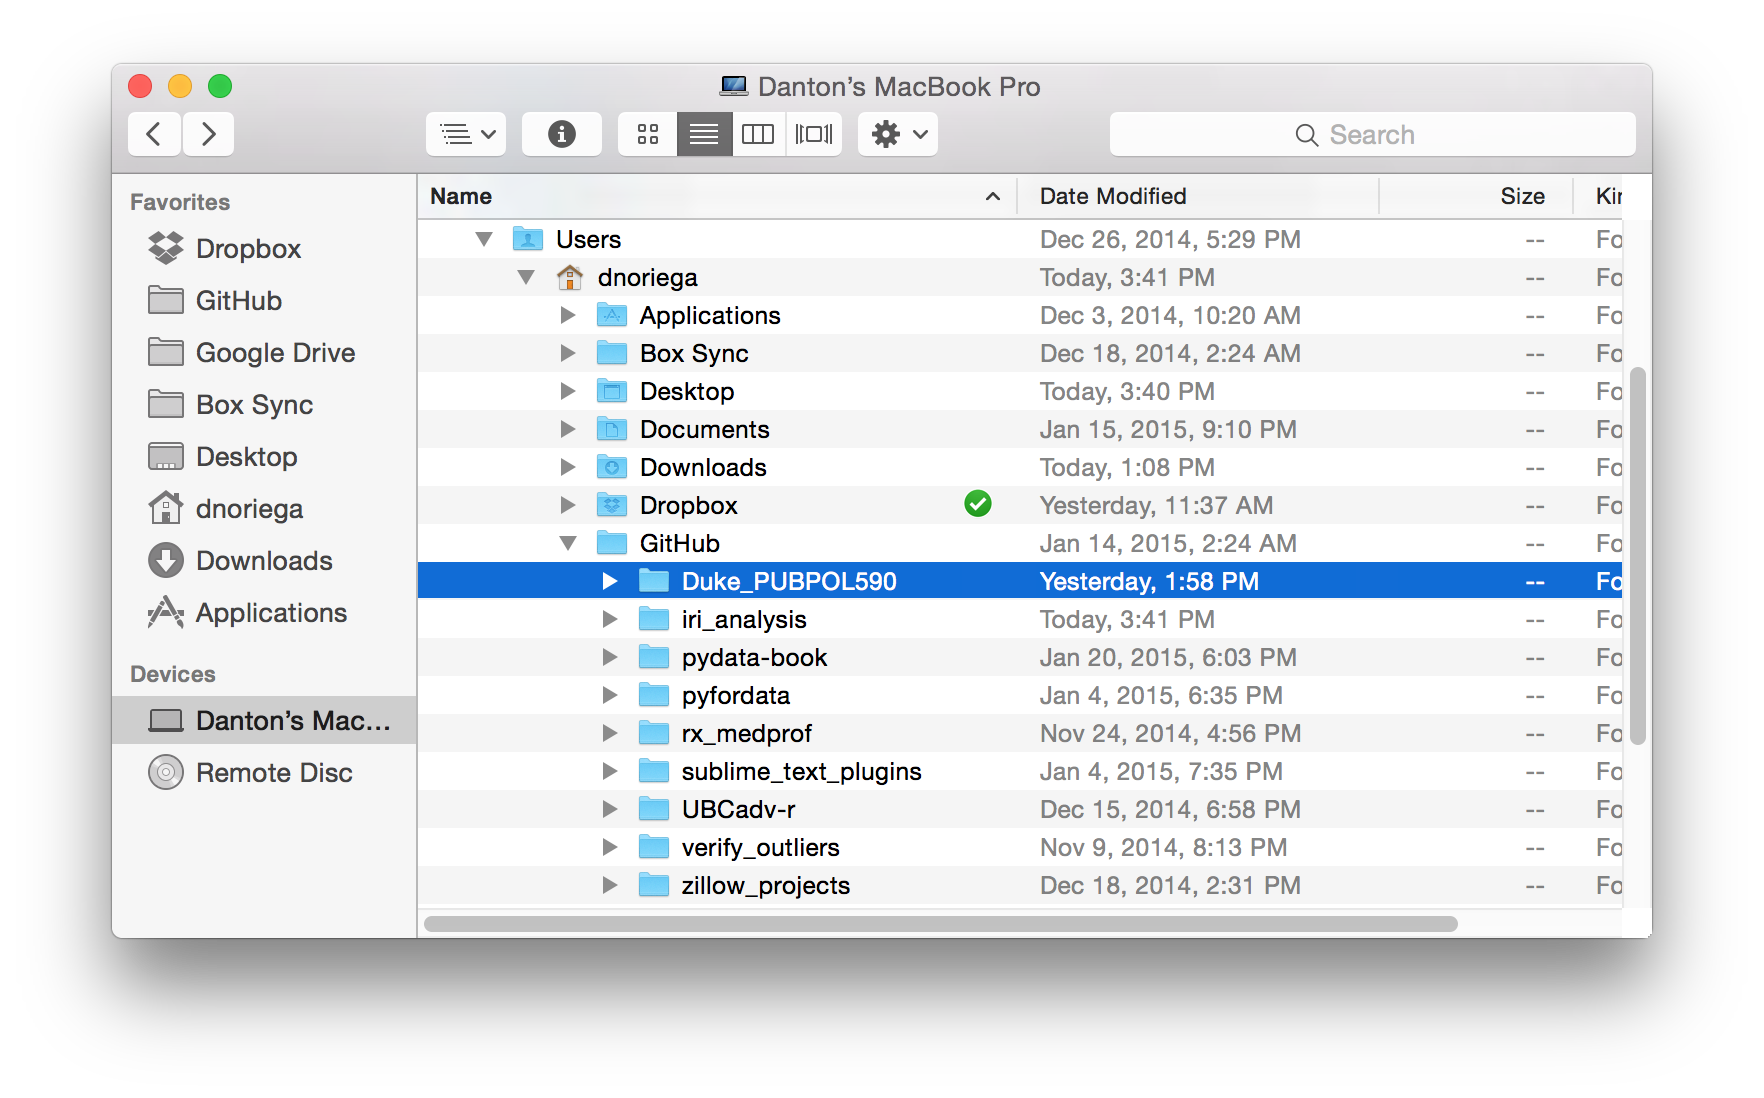 Danton’s MacBook Pro
Search
Favorites
Dropbox
GitHub
Google Drive
Box Sync
Desktop
dnoriega
Downloads
Applications
Devices
Danton’s Mac...
Remote Disc
Name Date Modified Size Kin
Users Dec 26, 2014, 5:29 PM -- Fo
dnoriega Today, 3:41 PM -- Fo
Applications Dec 3, 2014, 10:20 AM -- Fo
Box Sync Dec 18, 2014, 2:24 AM -- Fo
Desktop Today, 3:40 PM -- Fo
Documents Jan 15, 2015, 9:10 PM -- Fo
Downloads Today, 1:08 PM -- Fo
Dropbox Yesterday, 11:37 AM -- Fo
GitHub Jan 14, 2015, 2:24 AM -- Fo
Duke_PUBPOL590 Yesterday, 1:58 PM -- Fo
iri_analysis Today, 3:41 PM -- Fo
pydata-book Jan 20, 2015, 6:03 PM -- Fo
pyfordata Jan 4, 2015, 6:35 PM -- Fo
rx_medprof Nov 24, 2014, 4:56 PM -- Fo
sublime_text_plugins Jan 4, 2015, 7:35 PM -- Fo
UBCadv-r Dec 15, 2014, 6:58 PM -- Fo
verify_outliers Nov 9, 2014, 8:13 PM -- Fo
zillow_projects Dec 18, 2014, 2:31 PM -- Fo